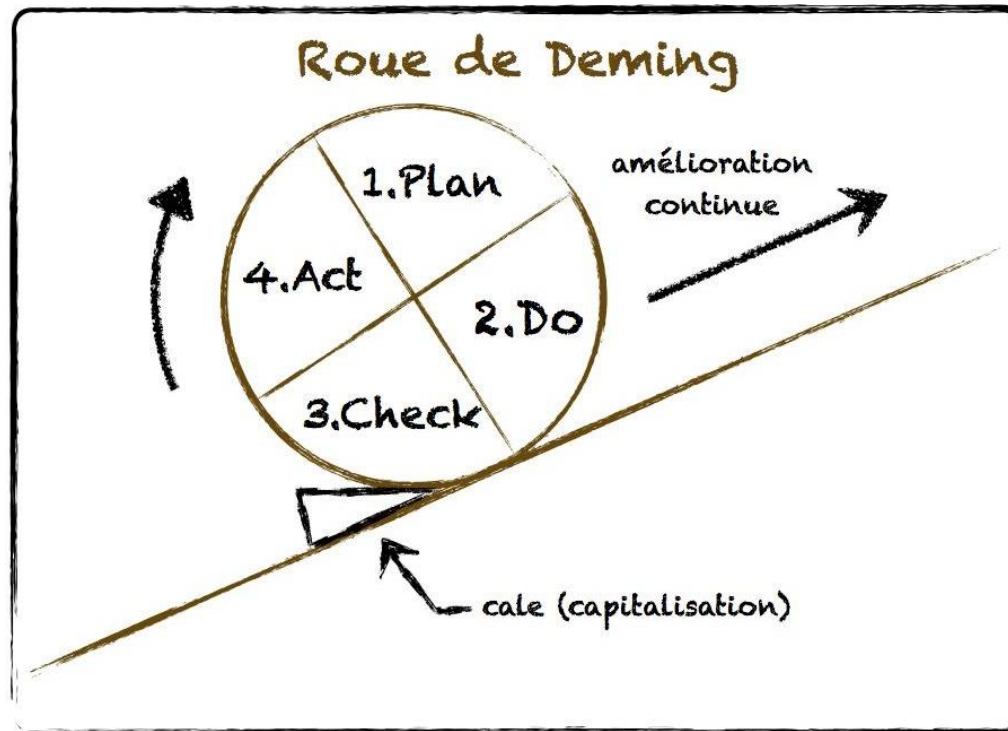 Roue de Deming
1.Plan
amélioration
continue
4.Act
2.Do
3.Check
cale (capitalisation)